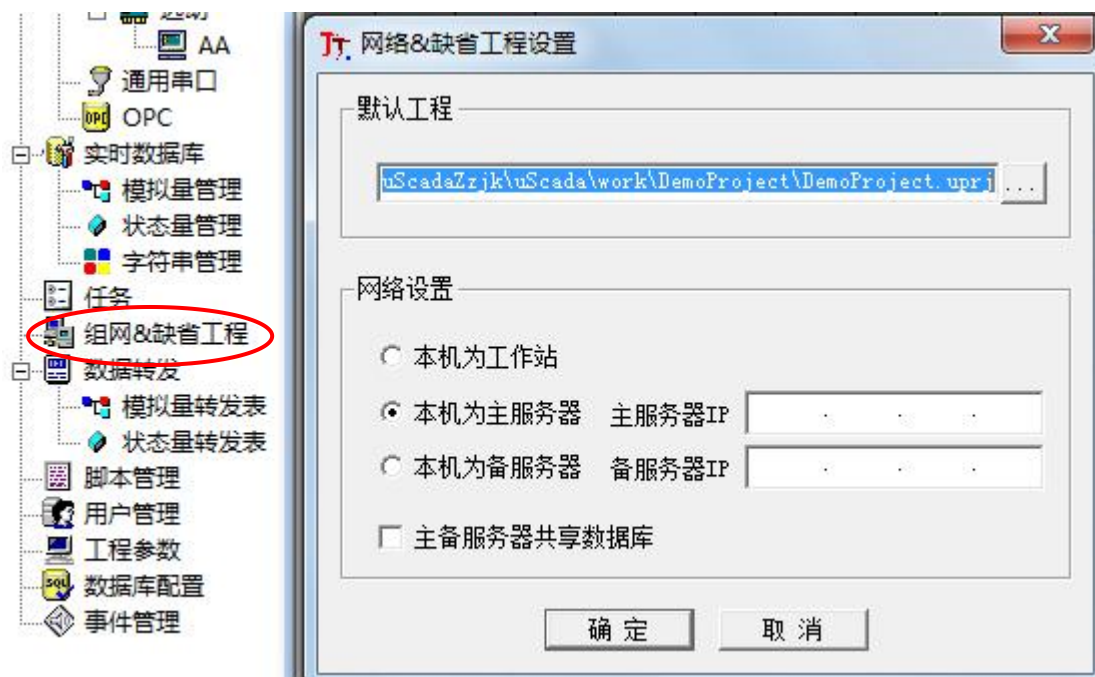 AA
通用串口
OPC
实时数据库
模拟量管理
状态量管理
字符串管理
任务
组网&缺省工程
数据转发
模拟量转发表
状态量转发表
脚本管理
用户管理
工程参数
数据库配置
事件管理
网络&缺省工程设置
默认工程
uScadaZzjk\uScada\work\DemoProject\DemoProject.uprj ...
网络设置
本机为工作站
本机为主服务器 主服务器IP
本机为备服务器 备服务器IP
主备服务器共享数据库
确 定 取 消